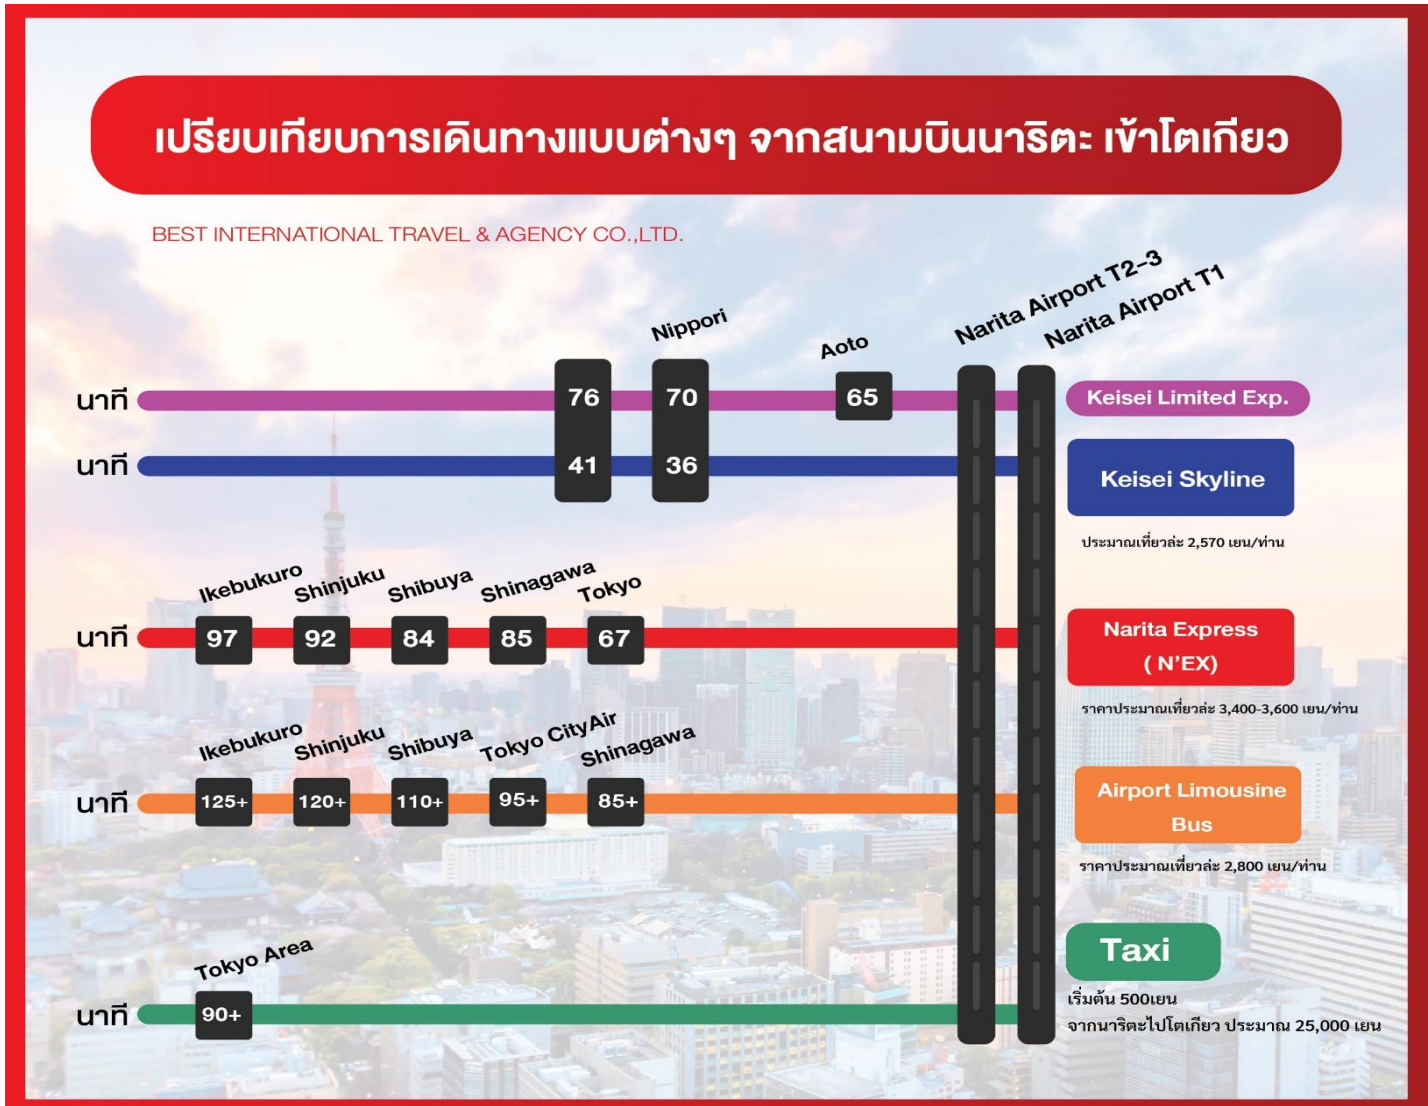 เปรียบเทียบการเดินทางแบบต่างๆ จากสนามบินนาริตะ เข้าโตเกียว
BEST INTERNATIONAL TRAVEL & AGENCY CO.,LTD.
Nippori
Aoto
Narita Airport T2-3
Narita Airport T1
นาที 76 70 65 Keisei Limited Exp.
นาที 41 36 Keisei Skyline
ประมาณเที่ยวล่ะ 2,570 เยน/ท่าน
Ikebukuro Shinjuku Shibuya Shinagawa Tokyo
นาที 97 92 84 85 67
Narita Express
( N'EX)
ราคาประมาณเที่ยวล่ะ 3,400-3,600 เยน/ท่าน
Ikebukuro Shinjuku Shibuya Tokyo CityAir Shinagawa
นาที 125+ 120+ 110+ 95+ 85+
Airport Limousine
Bus
ราคาประมาณเที่ยวล่ะ 2,800 เยน/ท่าน
Tokyo Area
นาที 90+
Taxi
เริ่มต้น 500เยน
จากนาริตะไปโตเกียว ประมาณ 25,000 เยน